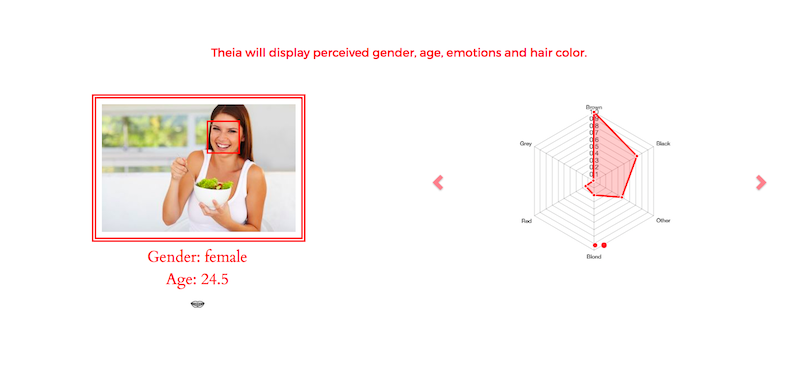 Theia will display perceived gender, age, emotions and hair color.
Gender: female
Age: 24.5
Brown
Black
Other
Blond
Red
Grey